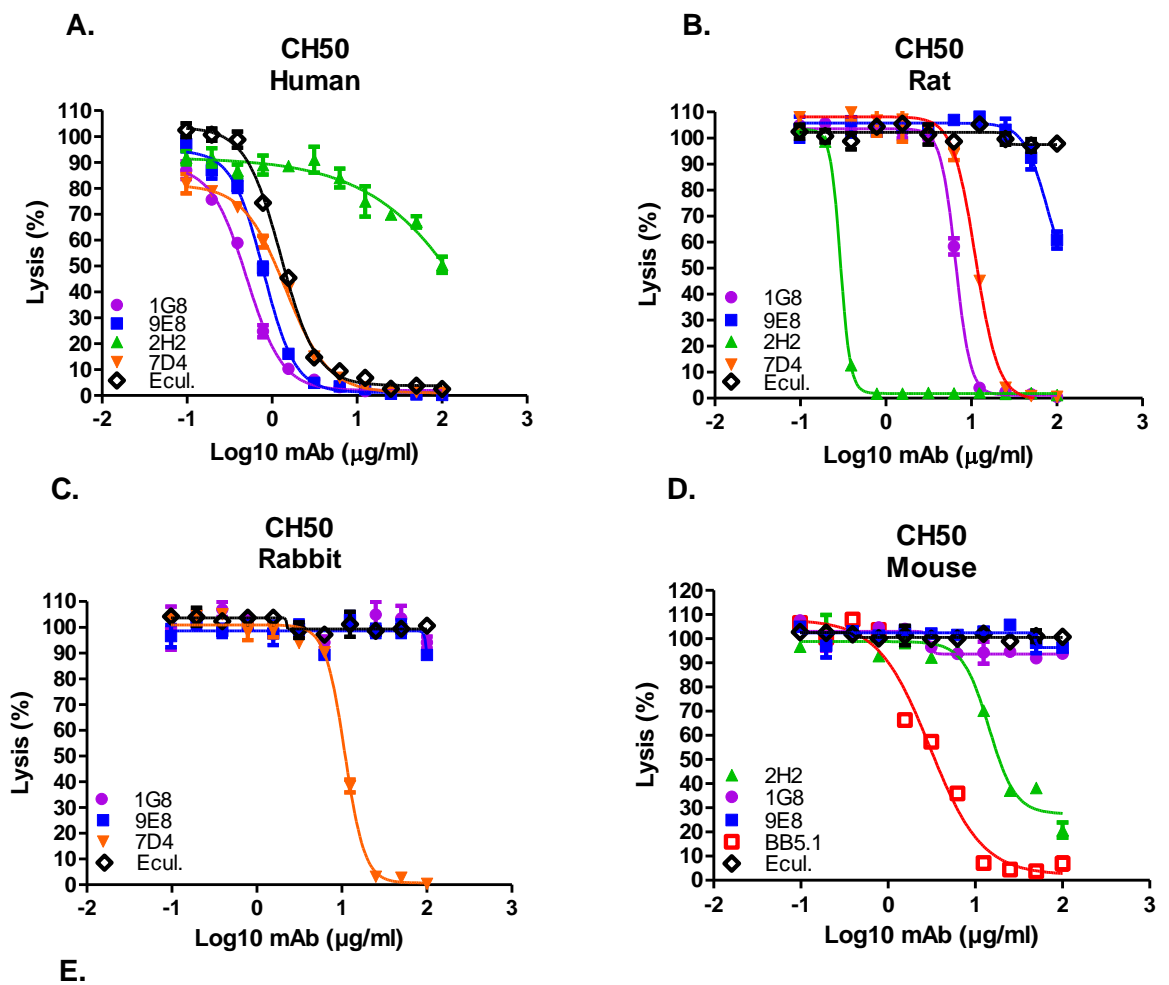 A.
CH50
Human
110
100
90
80
70
60
50
40
30
20
10
0
Lysis (%)
1G8
9E8
2H2
7D4
Ecul.
-2 -1 0 1 2 3
Log10 mAb (μg/ml)
B.
CH50
Rat
110
100
90
80
70
60
50
40
30
20
10
0
Lysis (%)
1G8
9E8
2H2
7D4
Ecul.
-2 -1 0 1 2 3
Log10 mAb (μg/ml)
C.
CH50
Rabbit
110
100
90
80
70
60
50
40
30
20
10
0
Lysis (%)
1G8
9E8
7D4
Ecul.
-2 -1 0 1 2 3
Log10 mAb (μg/ml)
D.
CH50
Mouse
120
110
100
90
80
70
60
50
40
30
20
10
0
Lysis (%)
2H2
1G8
9E8
BB5.1
Ecul.
-2 -1 0 1 2 3
Log10 mAb (μg/ml)
E.